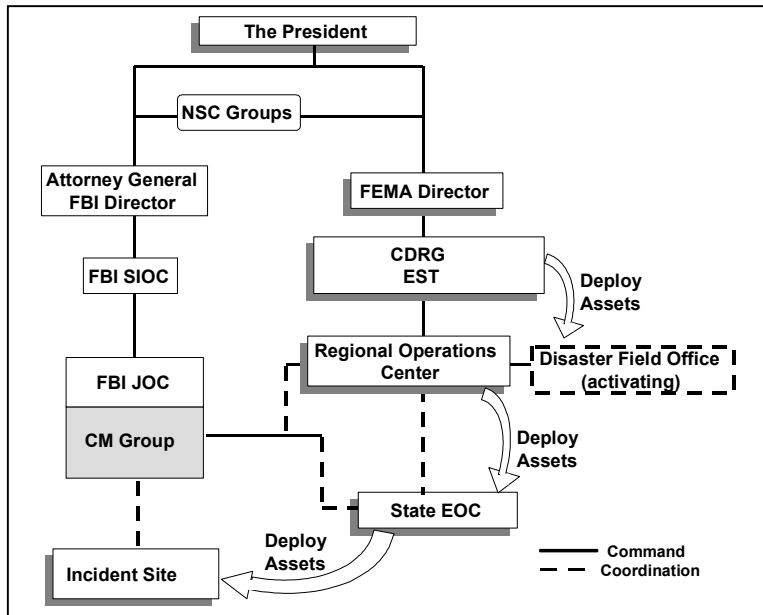 The President
NSC Groups
Attorney General
FBI Director
FEMA Director
CDRG
EST
Deploy
Assets
FBI SIOC
Regional Operations
Center
Disaster Field Office
(activating)
FBI JOC
CM Group
Deploy
Assets
State EOC
Deploy
Assets
Incident Site
Command
Coordination